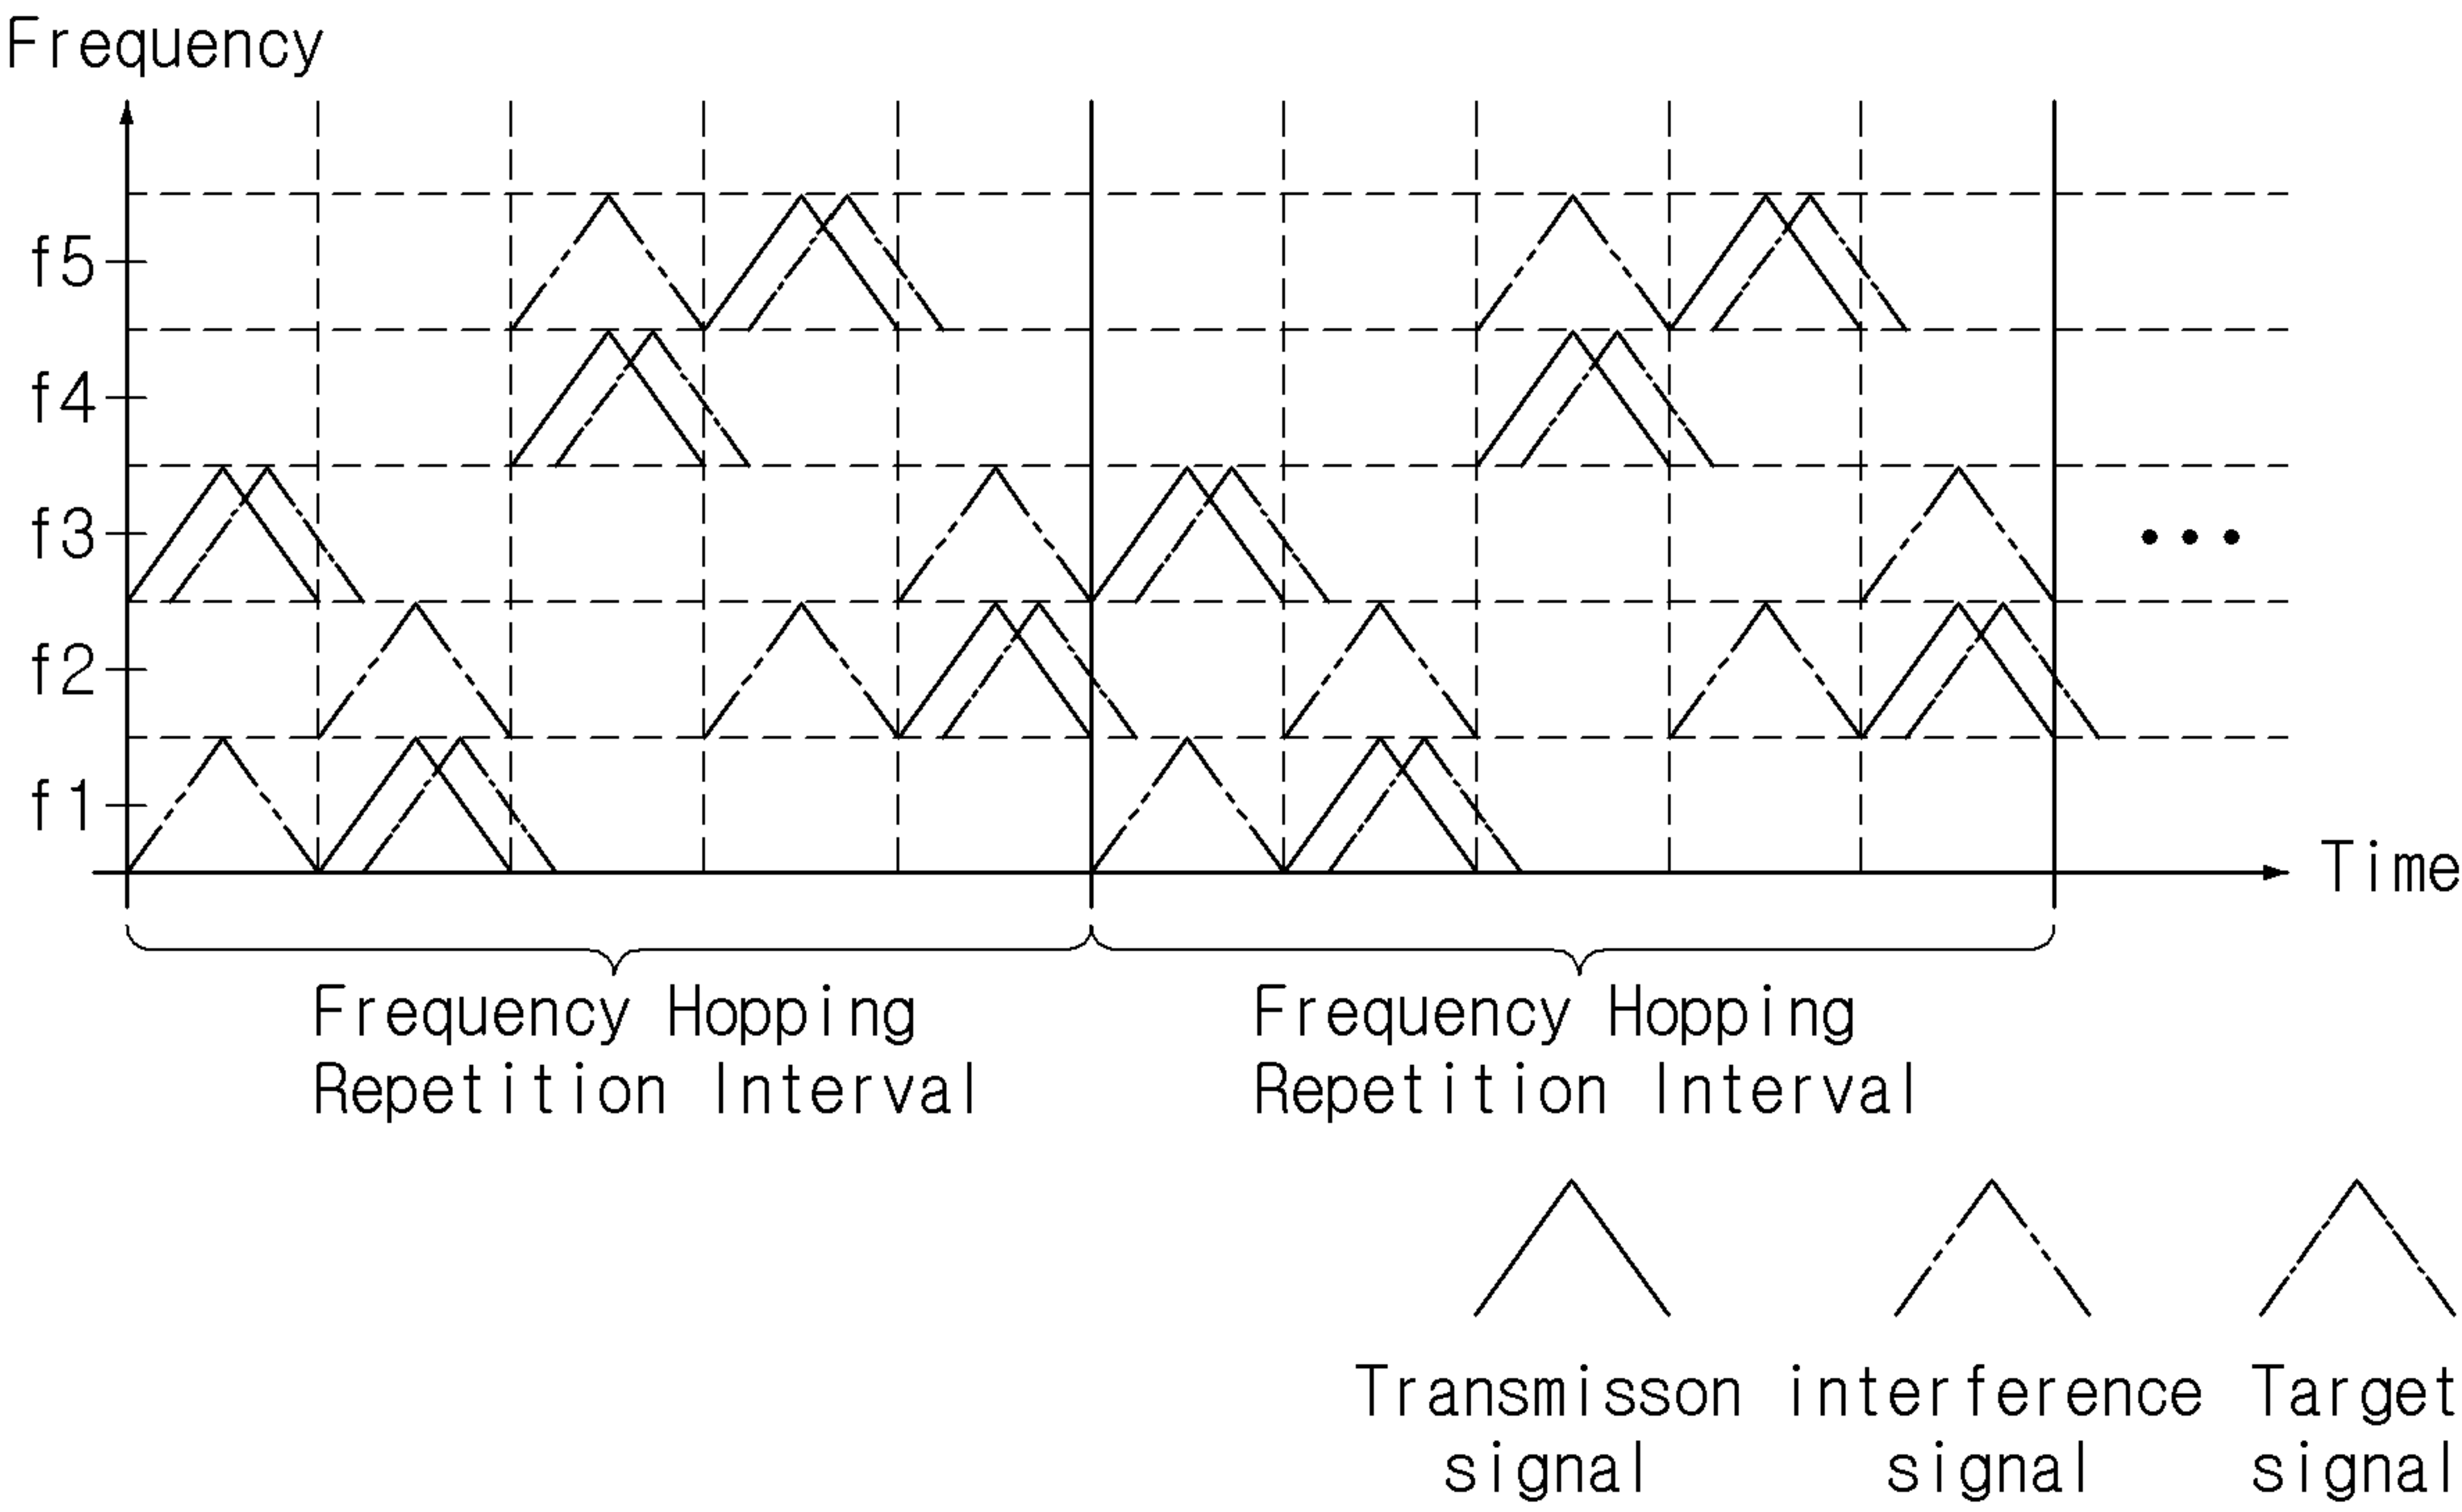 Frequency
f5
f4
f3
f2
f1
Time
Frequency Hopping
Repetition Interval
Frequency Hopping
Repetition Interval
Transmisson
signal
interference
signal
Target
signal